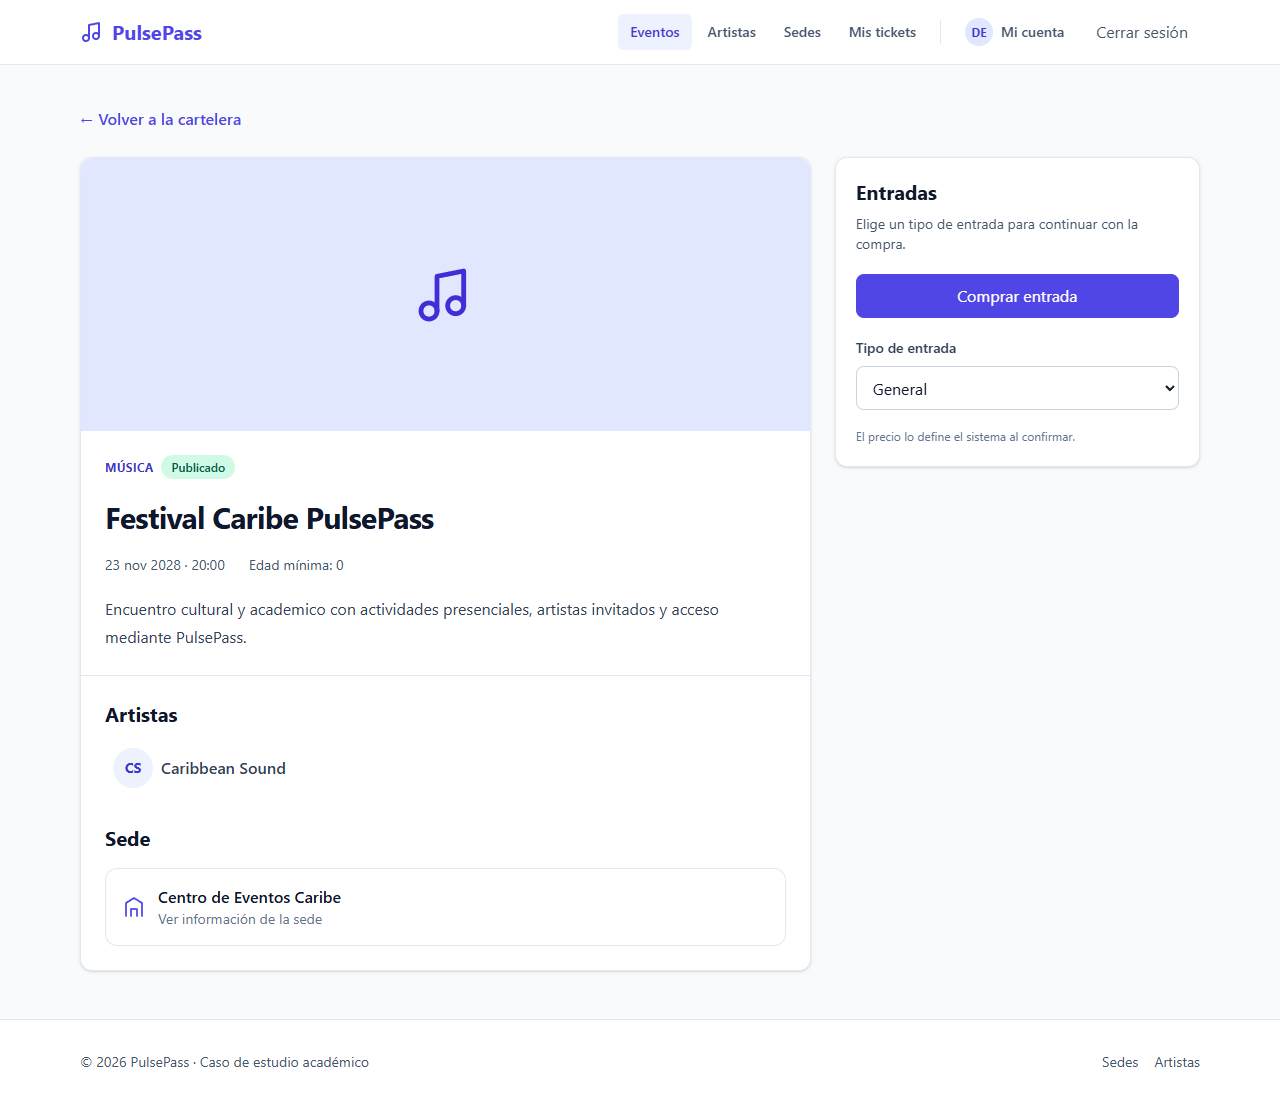 PulsePass
Eventos
Artistas
Sedes
Mis tickets
DE
Mi cuenta
Cerrar sesión
← Volver a la cartelera
MÚSICA
Publicado
Festival Caribe PulsePass
23 nov 2028 · 20:00
Edad mínima: 0
Encuentro cultural y academico con actividades presenciales, artistas invitados y acceso
mediante PulsePass.
Artistas
CS
Caribbean Sound
Sede
Centro de Eventos Caribe
Ver información de la sede
Entradas
Elige un tipo de entrada para continuar con la
compra.
Comprar entrada
Tipo de entrada
General
El precio lo define el sistema al confirmar.
© 2026 PulsePass · Caso de estudio académico
Sedes
Artistas